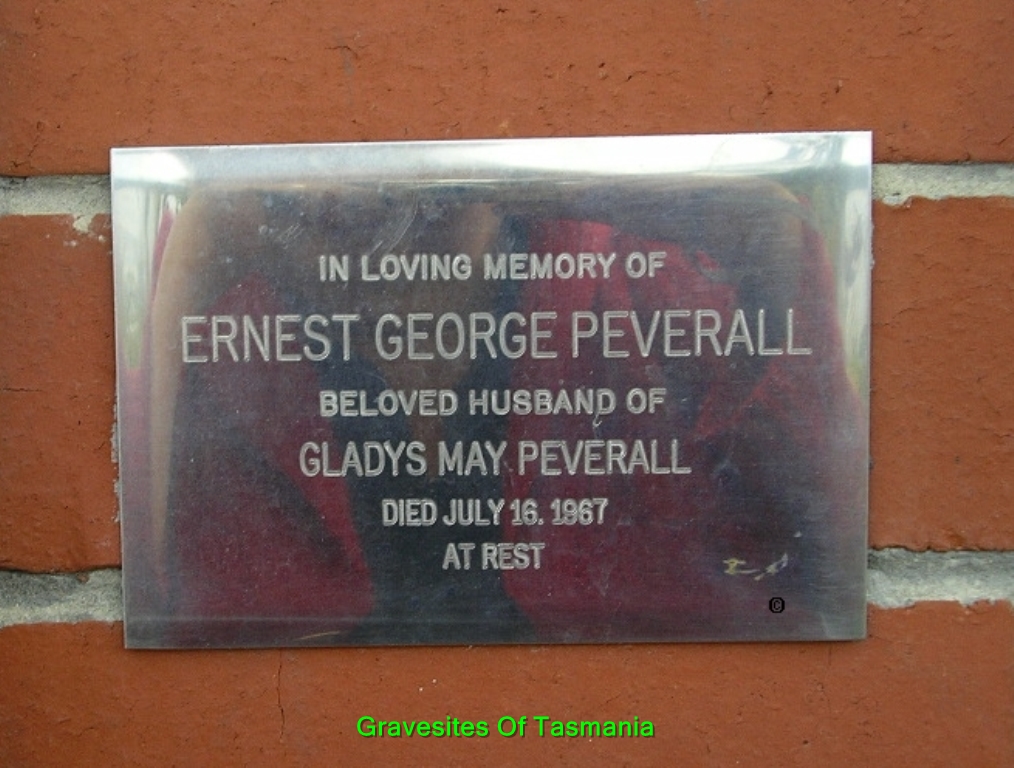 IN LOVING MEMORY OF
ERNEST GEORGE PEVERALL
BELOVED HUSBAND OF
GLADYS MAY PEVERALL
DIED JULY 16. 1967
AT REST
©
Gravesites Of Tasmania